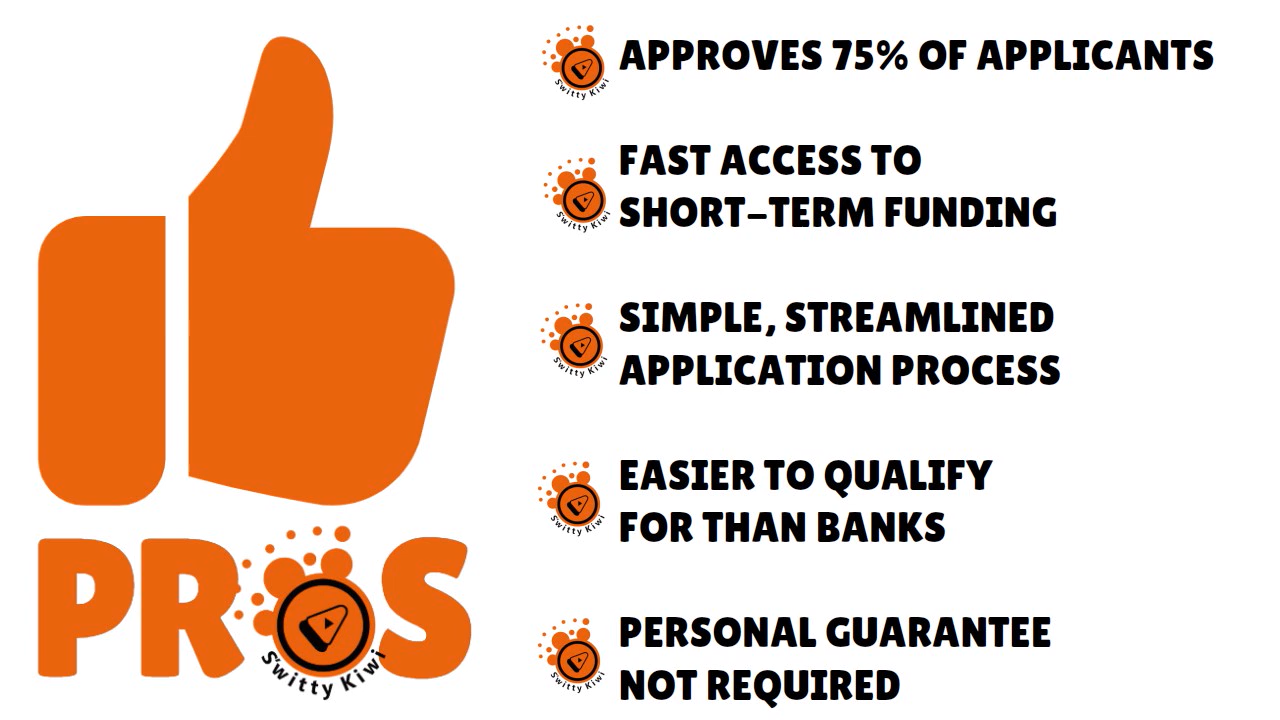 APPROVES 75% OF APPLICANTS
Switty Kiwi
FAST ACCESS TO
SHORT-TERM FUNDING
Switty Kiwi
SIMPLE, STREAMLINED
APPLICATION PROCESS
Switty Kiwi
EASIER TO QUALIFY
FOR THAN BANKS
Switty Kiwi
PERSONAL GUARANTEE
NOT REQUIRED
Switty Kiwi
PROS
Switty Kiwi